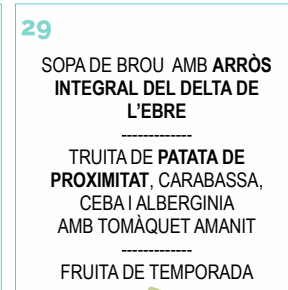 29
SOPA DE BROU AMB ARRÒS
INTEGRAL DEL DELTA DE
L'EBRE
-------------
TRUITA DE PATATA DE
PROXIMITAT, CARABASSA,
CEBA I ALBERGINIA
AMB TOMÀQUET AMANIT
-------------
FRUITA DE TEMPORADA